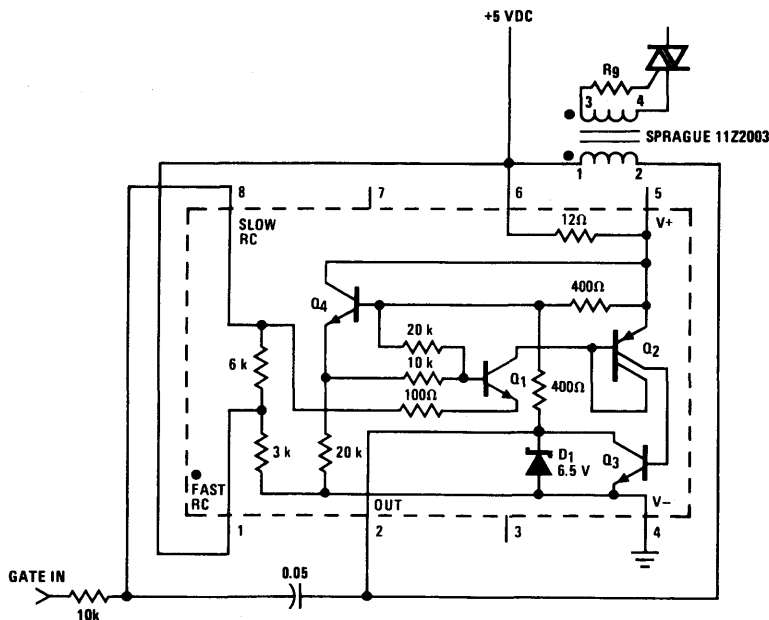 +5 VDC
R9
3
4
SPRAGUE 11Z2003
1
2
8
7
6
5
SLOW
RC
12Ω
V+
400Ω
Q4
20 k
Q2
6 k
10 k
Q1
400Ω
100Ω
3 k
20 k
D1
6.5 V
Q3
FAST
RC
OUT
V−
1
2
3
4
GATE IN
0.05
10k